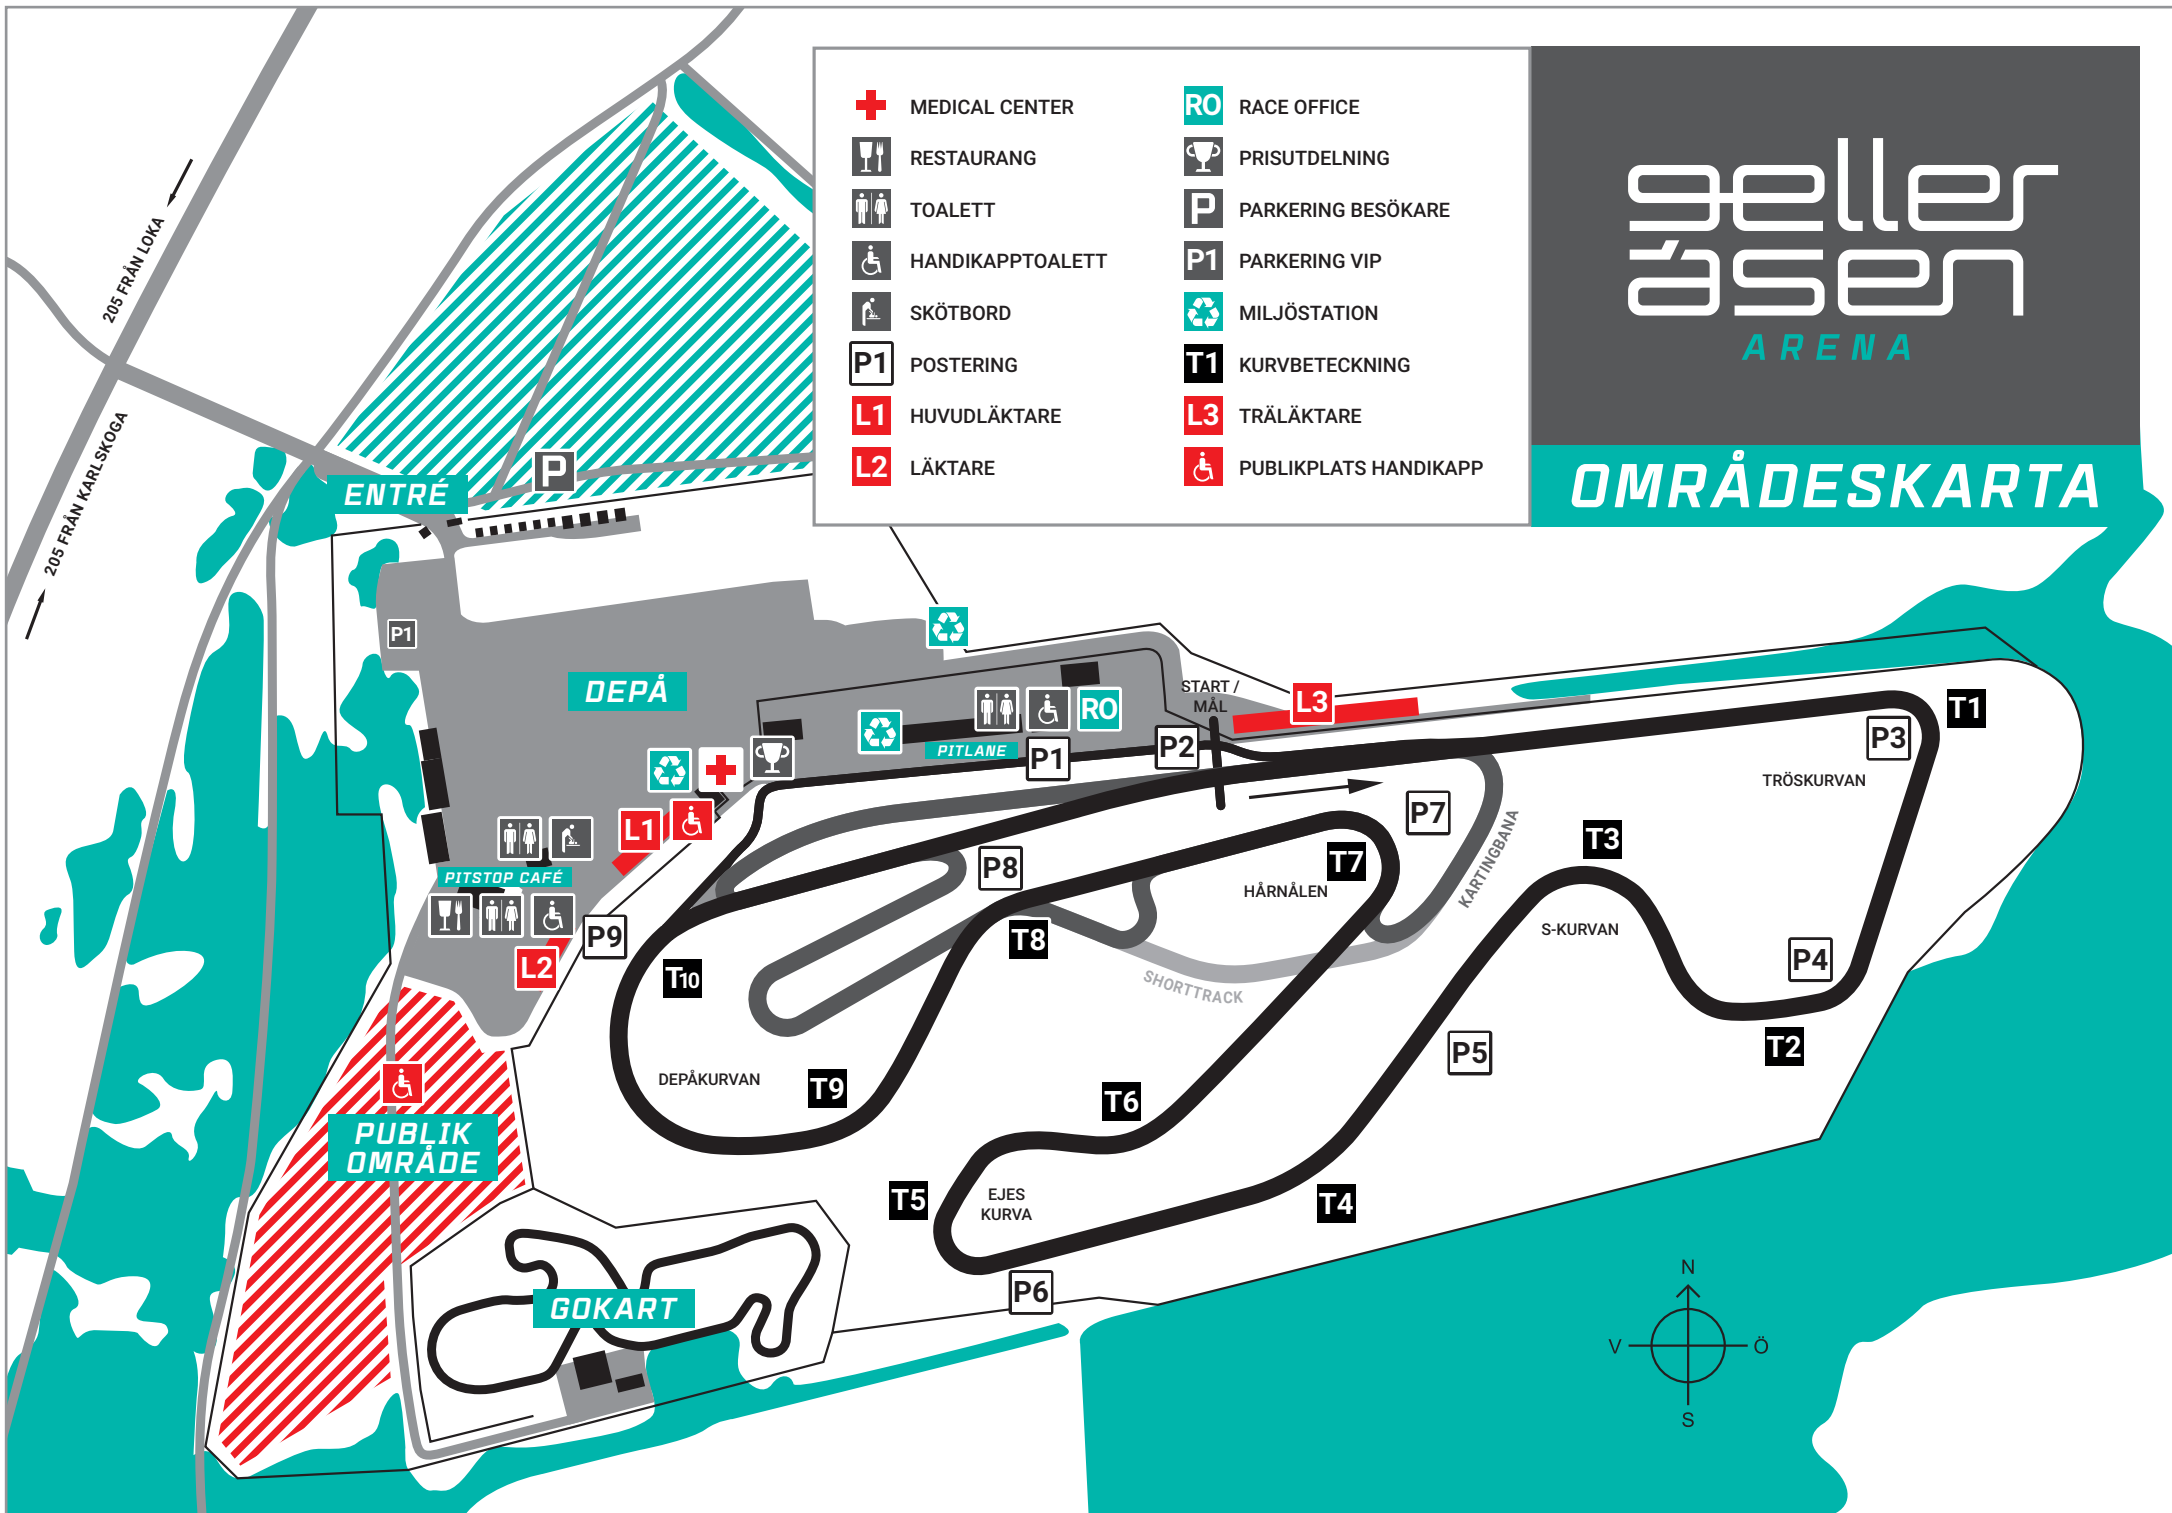 MEDICAL CENTER
RESTAURANG
TOALETT
HANDIKAPPTOALETT
SKÖTBORD
P1 POSTERING
L1 HUVUDLÄKTARE
L2 LÄKTARE
RO RACE OFFICE
PRISUTDELNING
P PARKERING BESÖKARE
P1 PARKERING VIP
MILJÖSTATION
T1 KURVBETECKNING
L3 TRÄLÄKTARE
PUBLIKPLATS HANDIKAPP
geller
åsen
ARENA
OMRÅDESKARTA
205 FRÅN LOKA
205 FRÅN KARLSKOGA
ENTRÉ
P
P1
DEPÅ
RO
PITLANE
P1
P2
START /
MÅL
L3
T1
P3
TRÖSKURVAN
L1
P7
KARTINGBANA
T3
T7
P8
HÅRNÅLEN
PITSTOP CAFÉ
P9
T8
S-KURVAN
P4
L2
T10
SHORTTRACK
P5
T2
DEPÅKURVAN
T9
T6
PUBLIK
OMRÅDE
T5
EJES
KURVA
T4
P6
GOKART
N
V
Ö
S